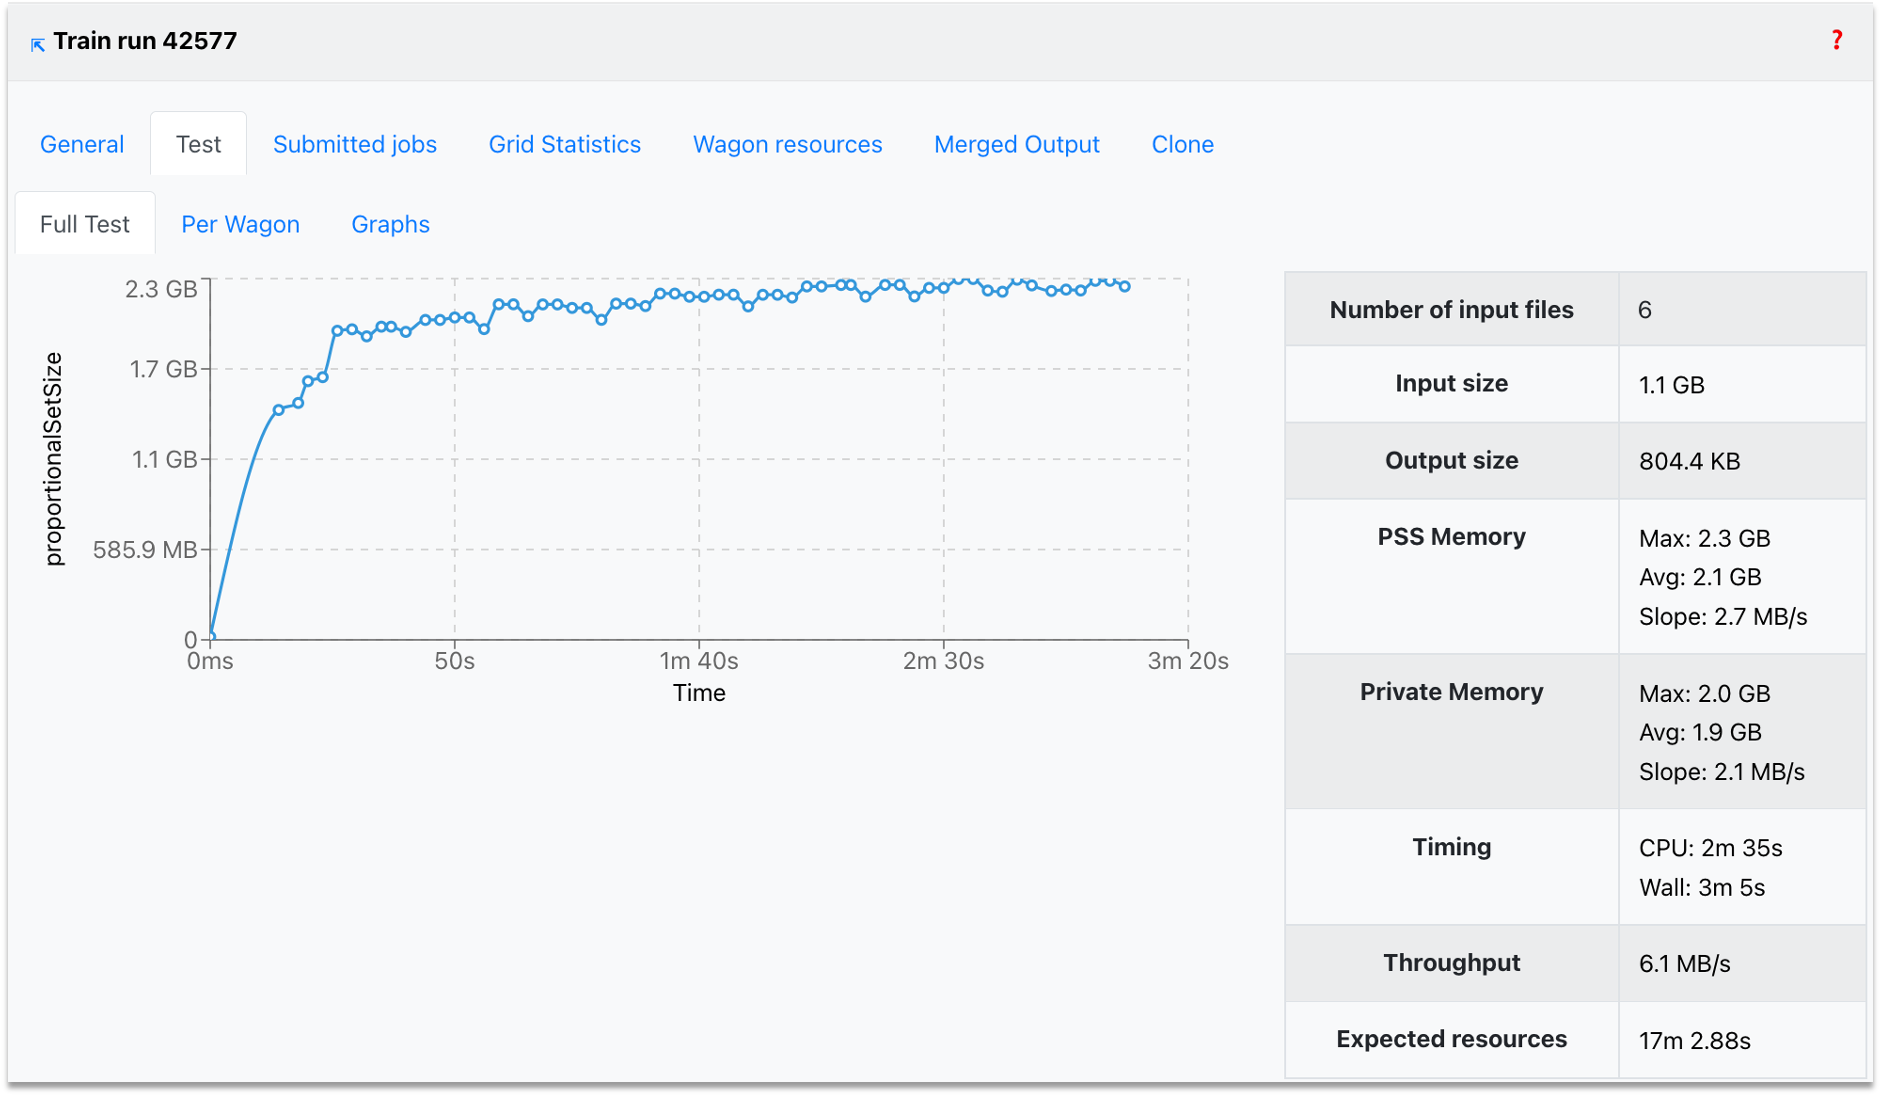 Train run 42577
?
General
Test
Submitted jobs
Grid Statistics
Wagon resources
Merged Output
Clone
Full Test
Per Wagon
Graphs
proportionalSetSize
2.3 GB
1.7 GB
1.1 GB
585.9 MB
0
0ms
50s
1m 40s
2m 30s
3m 20s
Time
Number of input files
6
Input size
1.1 GB
Output size
804.4 KB
PSS Memory
Max: 2.3 GB
Avg: 2.1 GB
Slope: 2.7 MB/s
Private Memory
Max: 2.0 GB
Avg: 1.9 GB
Slope: 2.1 MB/s
Timing
CPU: 2m 35s
Wall: 3m 5s
Throughput
6.1 MB/s
Expected resources
17m 2.88s